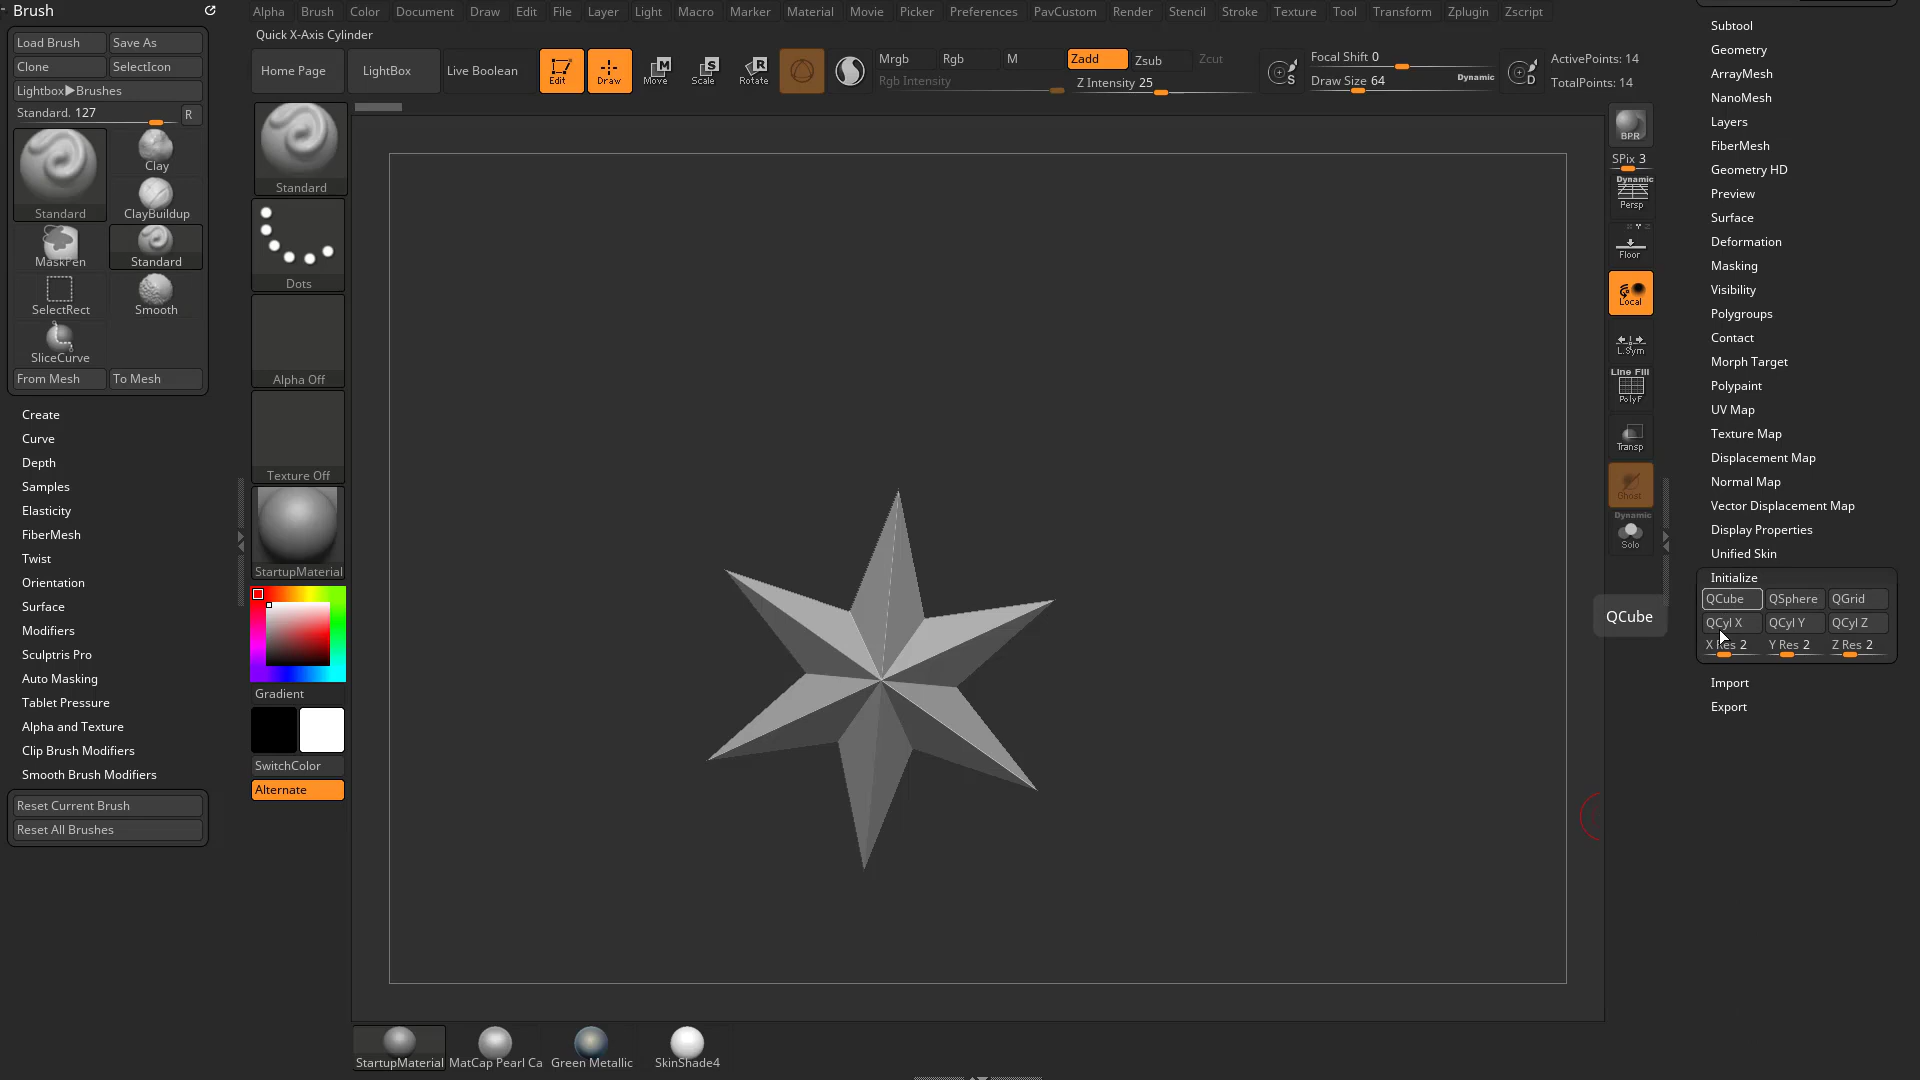 Brush
Load Brush Save As
Clone SelectIcon
Lightbox▶Brushes
Standard. 127 R
Standard Clay
ClayBuildup
MaskPen Standard
SelectRect Smooth
SliceCurve
From Mesh To Mesh
Create
Curve
Depth
Samples
Elasticity
FiberMesh
Twist
Orientation
Surface
Modifiers
Sculptris Pro
Auto Masking
Tablet Pressure
Alpha and Texture
Clip Brush Modifiers
Smooth Brush Modifiers
Reset Current Brush
Reset All Brushes
Alpha Brush Color Document Draw Edit File Layer Light Macro Marker Material Movie Picker Preferences PavCustom Render Stencil Stroke Texture Tool Transform Zplugin Zscript
Quick X-Axis Cylinder
Home Page LightBox Live Boolean Edit Draw Move Scale Rotate
M S R
Mrgb Rgb M Zadd Zsub Zcut
Rgb Intensity Z Intensity 25
S Focal Shift 0
Draw Size 64 Dynamic D
ActivePoints: 14
TotalPoints: 14
Standard
Dots
Alpha Off
Texture Off
StartupMaterial
Gradient
SwitchColor
Alternate
BPR
SPix 3
Dynamic
Persp
X Y Z
Floor
Local
L.Sym
Line Fill
PolyF
Transp
Ghost
Dynamic
Solo
QCube
Subtool
Geometry
ArrayMesh
NanoMesh
Layers
FiberMesh
Geometry HD
Preview
Surface
Deformation
Masking
Visibility
Polygroups
Contact
Morph Target
Polypaint
UV Map
Texture Map
Displacement Map
Normal Map
Vector Displacement Map
Display Properties
Unified Skin
Initialize
QCube QSphere QGrid
QCyl X QCyl Y QCyl Z
X Res 2 Y Res 2 Z Res 2
Import
Export
StartupMaterial MatCap Pearl Ca Green Metallic SkinShade4